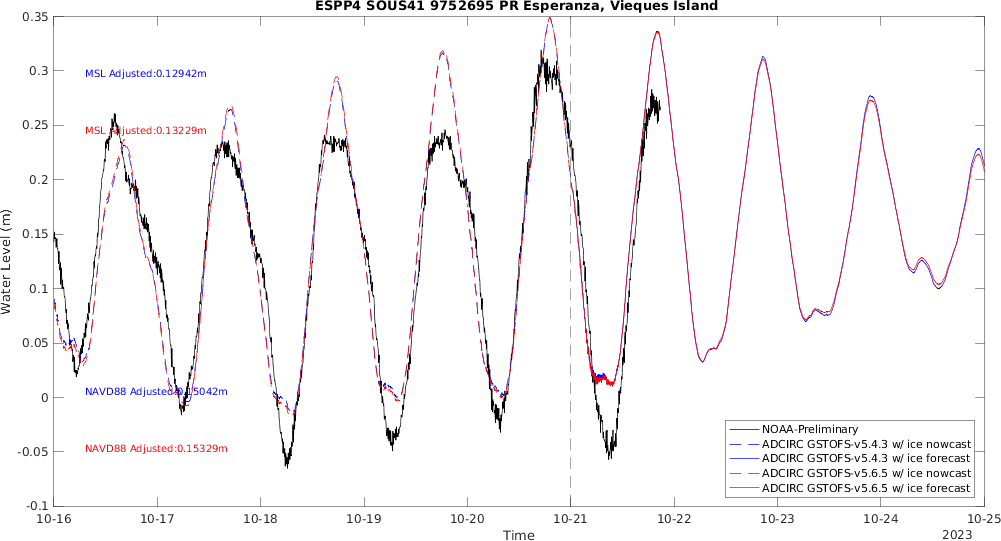 ESPP4 SOUS41 9752695 PR Esperanza, Vieques Island
0.35
0.3
0.25
0.2
0.15
0.1
0.05
0
-0.05
-0.1
Water Level (m)
MSL Adjusted:0.12942m
MSL Adjusted:0.13229m
NAVD88 Adjusted:0.15042m
NAVD88 Adjusted:0.15329m
NOAA-Preliminary
ADCIRC GSTOFS-v5.4.3 w/ ice nowcast
ADCIRC GSTOFS-v5.4.3 w/ ice forecast
ADCIRC GSTOFS-v5.6.5 w/ ice nowcast
ADCIRC GSTOFS-v5.6.5 w/ ice forecast
10-16 10-17 10-18 10-19 10-20 10-21 10-22 10-23 10-24 10-25
Time
2023